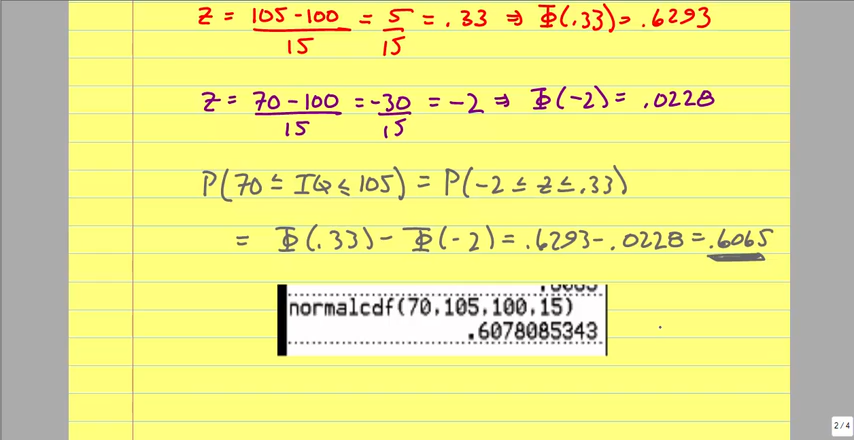 z = 105-100/15 = 5/15 = .33 ⇒ Φ(.33) = .6293
z = 70-100/15 = -30/15 = -2 ⇒ Φ(-2) = .0228
P(70 ≤ IQ ≤ 105) = P(-2 ≤ z ≤ .33)
= Φ(.33) - Φ(-2) = .6293 - .0228 = .6065
normalcdf(70,105,100,15)
.6078085343
2/4